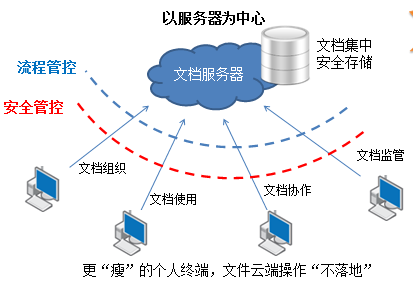 以服务器为中心
文档集中
安全存储
流程管控
文档服务器
安全管控
文档组织
文档监管
文档使用
文档协作
更“瘦”的个人终端，文件云端操作“不落地”